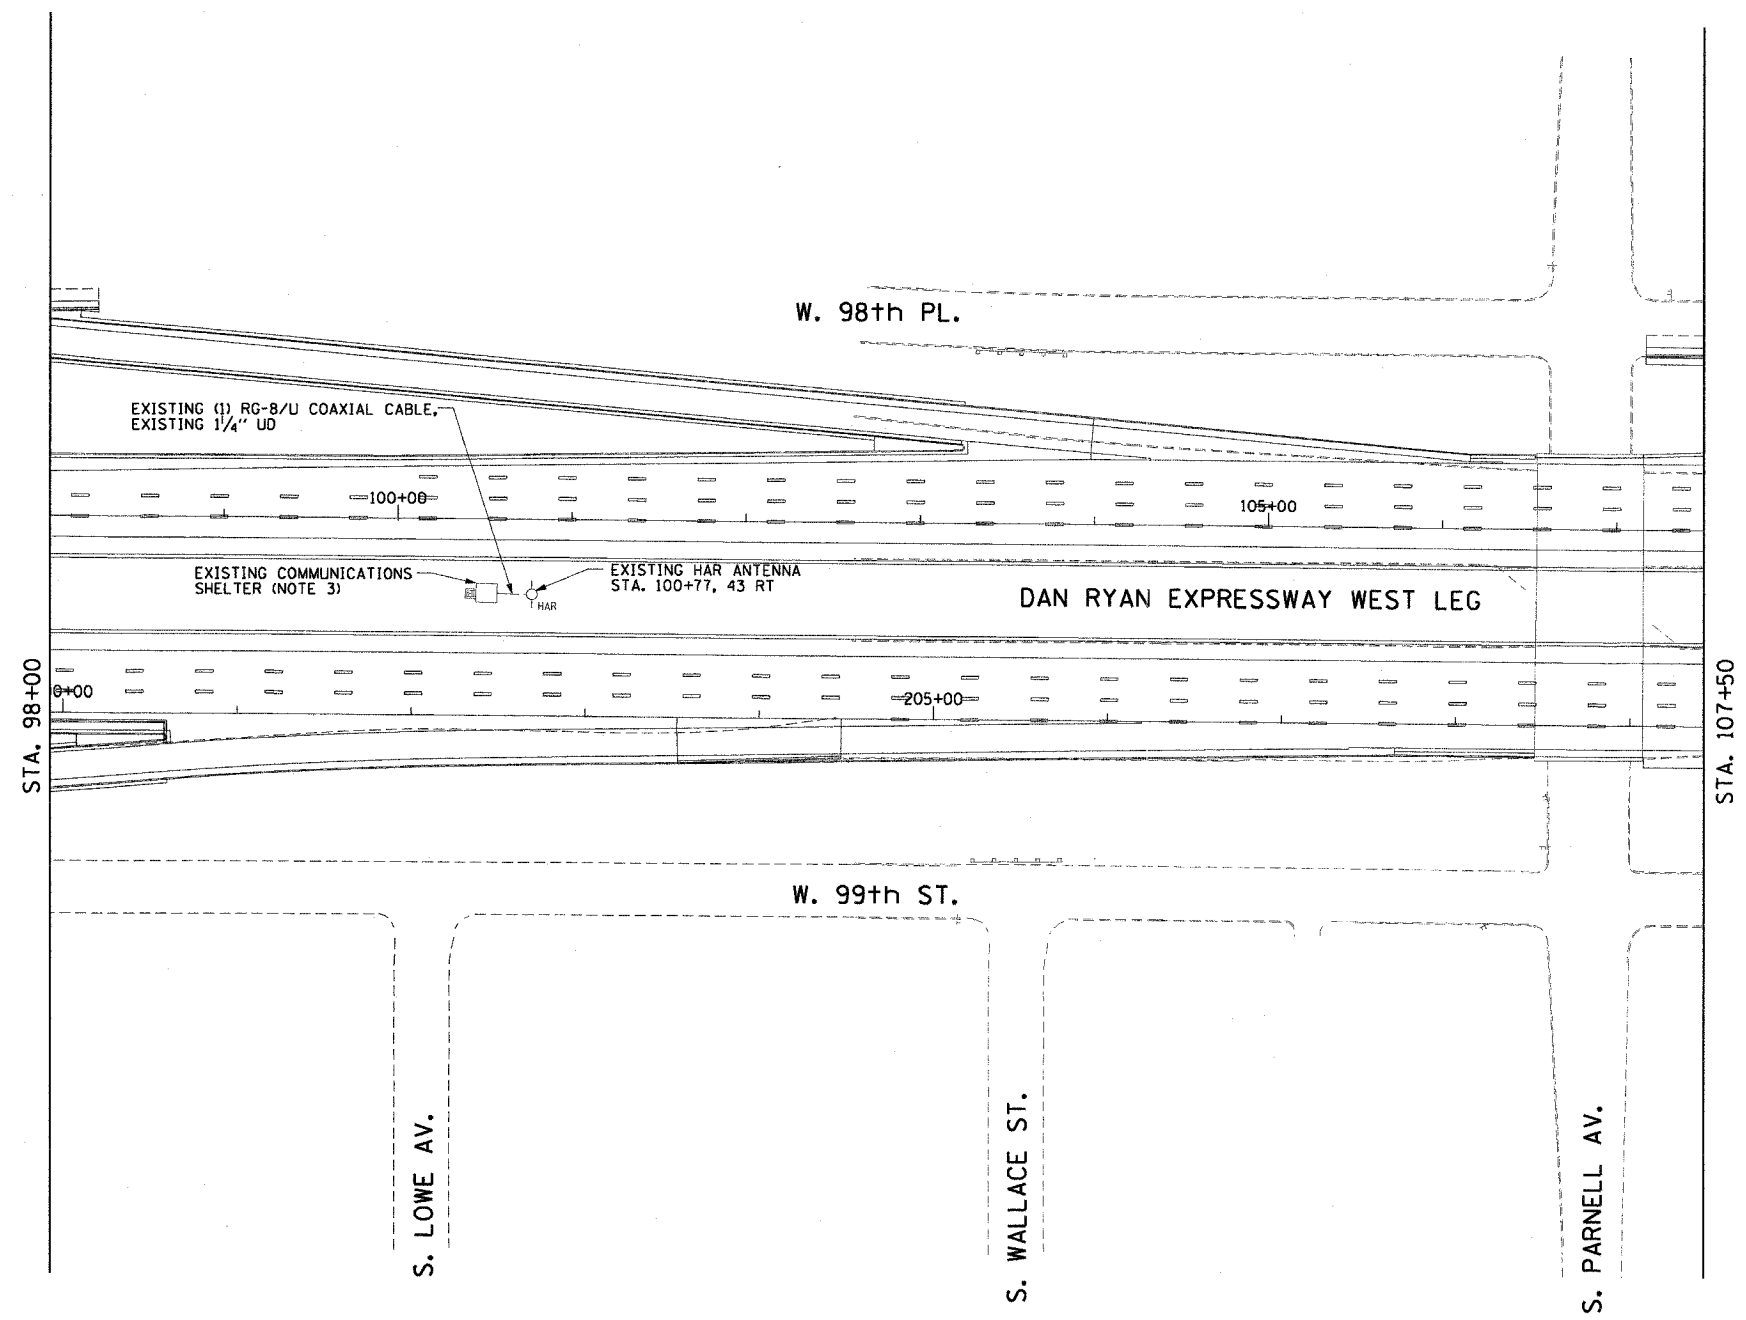 W. 98th PL.
EXISTING (1) RG-8/U COAXIAL CABLE,
EXISTING 1 1/4" UD
100+00
105+00
EXISTING COMMUNICATIONS
SHELTER (NOTE 3)
EXISTING HAR ANTENNA
STA. 100+77, 43 RT
HAR
DAN RYAN EXPRESSWAY WEST LEG
STA. 98+00
0+00
205+00
STA. 107+50
W. 99th ST.
S. LOWE AV.
S. WALLACE ST.
S. PARNELL AV.